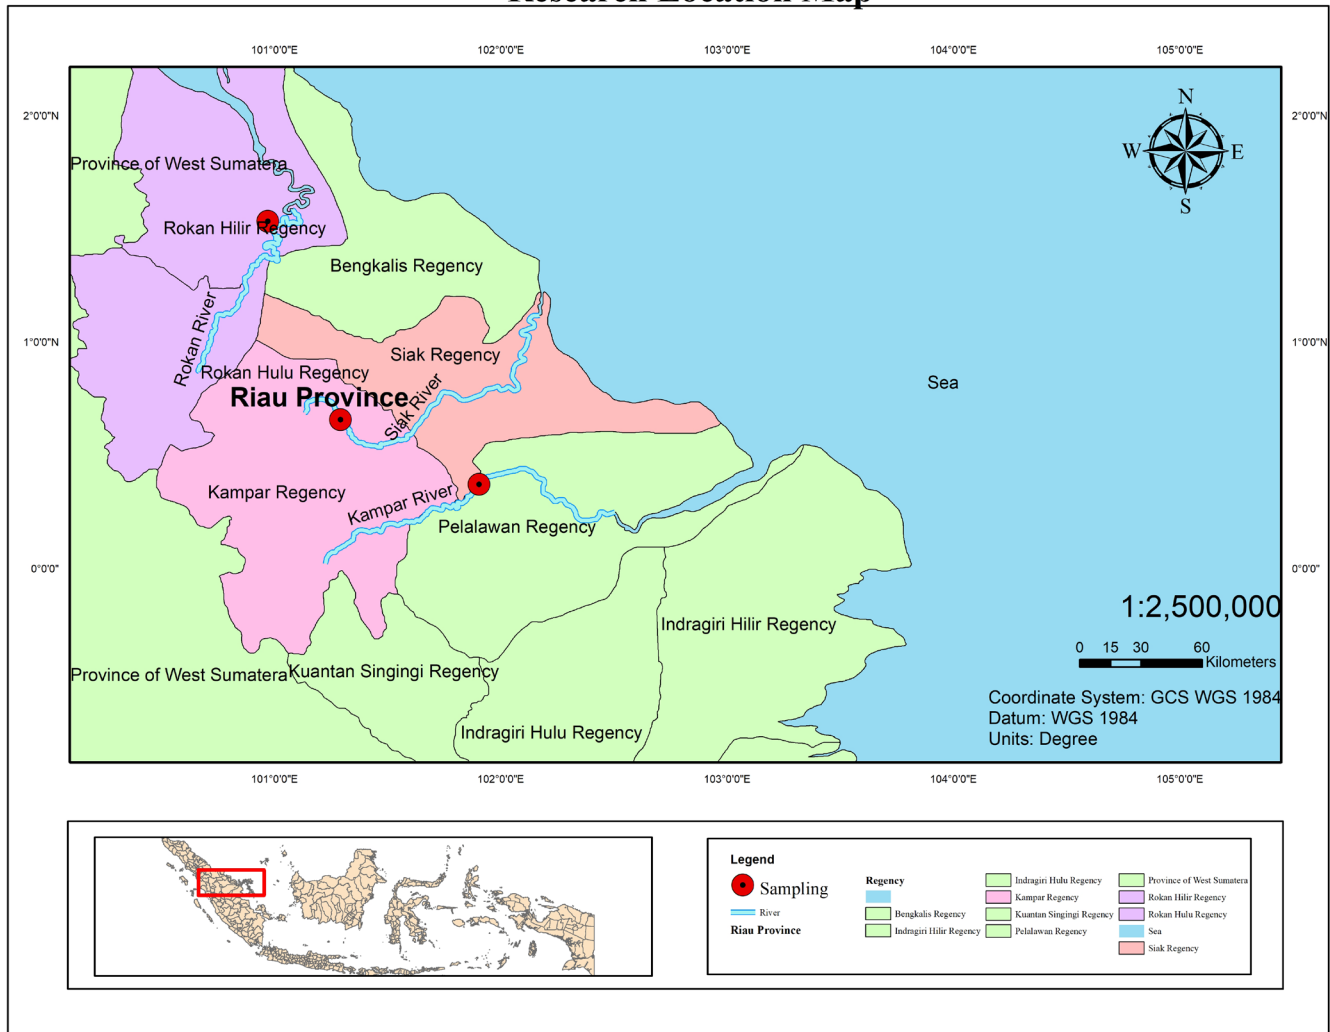 Research Location Map
101°0'0"E 102°0'0"E 103°0'0"E 104°0'0"E 105°0'0"E
2°0'0"N 2°0'0"N
N
W E
S
Province of West Sumatera
Rokan Hilir Regency
Bengkalis Regency
Rokan River
1°0'0"N 1°0'0"N
Siak Regency
Rokan Hulu Regency
Sea
Riau Province
Siak River
Kampar Regency
Kampar River
Pelalawan Regency
0°0'0" 0°0'0"
1:2,500,000
Indragiri Hilir Regency
0 15 30 60
Kilometers
Province of West Sumatera
Kuantan Singingi Regency
Coordinate System: GCS WGS 1984
Datum: WGS 1984
Units: Degree
Indragiri Hulu Regency
101°0'0"E 102°0'0"E 103°0'0"E 104°0'0"E 105°0'0"E
Legend
Sampling
River
Riau Province
Regency
Bengkalis Regency
Indragiri Hilir Regency
Indragiri Hulu Regency
Kampar Regency
Kuantan Singingi Regency
Pelalawan Regency
Province of West Sumatera
Rokan Hilir Regency
Rokan Hulu Regency
Sea
Siak Regency